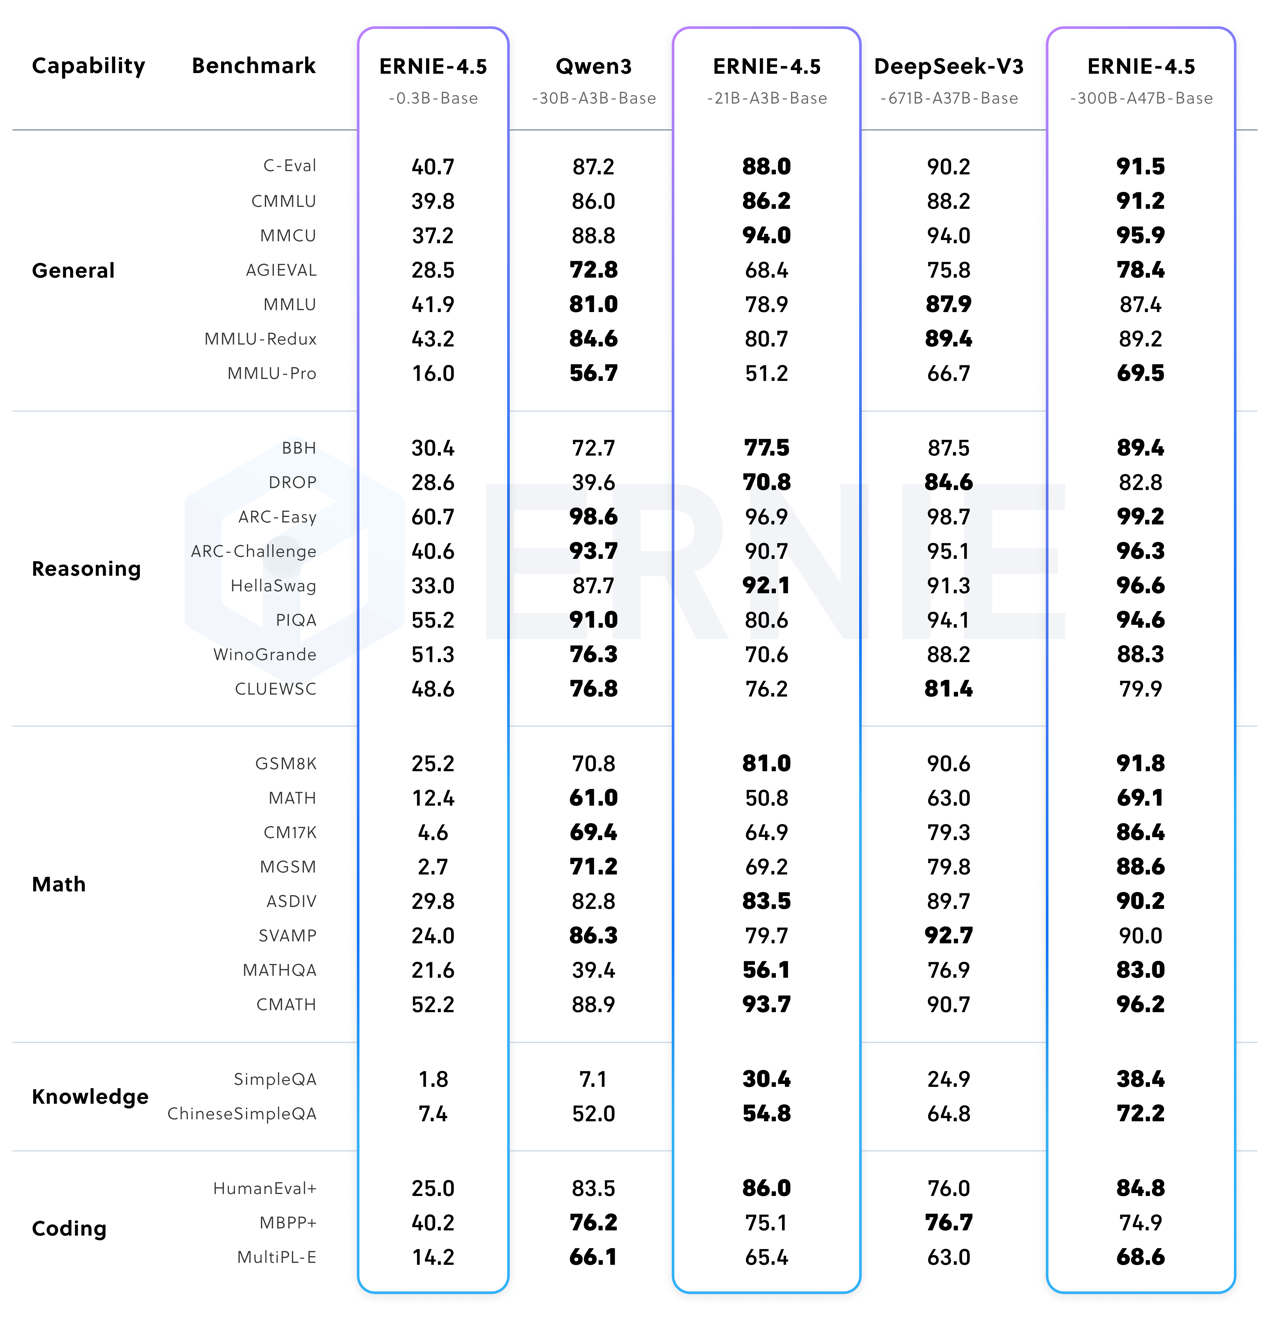 Capability Benchmark ERNIE-4.5 Qwen3 ERNIE-4.5 DeepSeek-V3 ERNIE-4.5
-0.3B-Base -30B-A3B-Base -21B-A3B-Base -671B-A37B-Base -300B-A47B-Base
C-Eval 40.7 87.2 88.0 90.2 91.5
CMMLU 39.8 86.0 86.2 88.2 91.2
MMCU 37.2 88.8 94.0 94.0 95.9
General AGIEVAL 28.5 72.8 68.4 75.8 78.4
MMLU 41.9 81.0 78.9 87.9 87.4
MMLU-Redux 43.2 84.6 80.7 89.4 89.2
MMLU-Pro 16.0 56.7 51.2 66.7 69.5
BBH 30.4 72.7 77.5 87.5 89.4
DROP 28.6 39.6 70.8 84.6 82.8
ARC-Easy 60.7 98.6 96.9 98.7 99.2
ARC-Challenge 40.6 93.7 90.7 95.1 96.3
Reasoning
HellaSwag 33.0 87.7 92.1 91.3 96.6
PIQA 55.2 91.0 80.6 94.1 94.6
WinoGrande 51.3 76.3 70.6 88.2 88.3
CLUEWSC 48.6 76.8 76.2 81.4 79.9
ERNIE
GSM8K 25.2 70.8 81.0 90.6 91.8
MATH 12.4 61.0 50.8 63.0 69.1
CM17K 4.6 69.4 64.9 79.3 86.4
MGSM 2.7 71.2 69.2 79.8 88.6
Math
ASDIV 29.8 82.8 83.5 89.7 90.2
SVAMP 24.0 86.3 79.7 92.7 90.0
MATHQA 21.6 39.4 56.1 76.9 83.0
CMATH 52.2 88.9 93.7 90.7 96.2
SimpleQA 1.8 7.1 30.4 24.9 38.4
Knowledge
ChineseSimpleQA 7.4 52.0 54.8 64.8 72.2
HumanEval+ 25.0 83.5 86.0 76.0 84.8
Coding MBPP+ 40.2 76.2 75.1 76.7 74.9
MultiPL-E 14.2 66.1 65.4 63.0 68.6